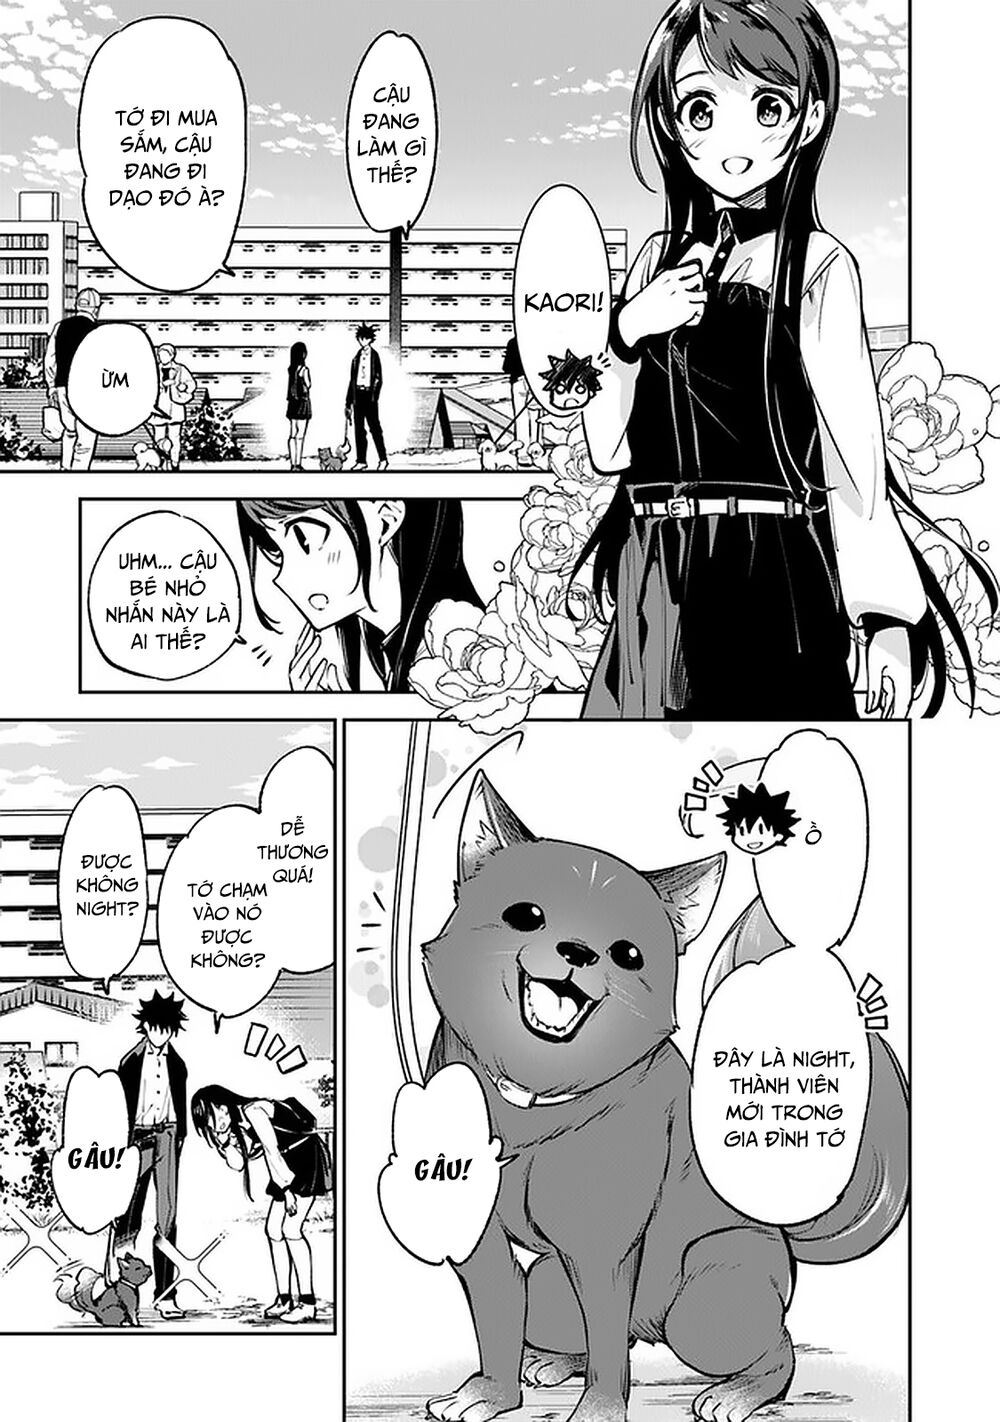 KAORI!
CẬU
ĐANG
LÀM GÌ
THẾ?
TỚ ĐI MUA
SẮM, CẬU
ĐANG ĐI
DẠO ĐÓ À?
ỪM
UHM... CẬU
BÉ NHỎ
NHẮN NÀY LÀ
AI THẾ?
Ồ
ĐÂY LÀ NIGHT,
THÀNH VIÊN
MỚI TRONG
GIA ĐÌNH TỚ
GÂU!
DỄ
THƯƠNG
QUÁ!
TỚ CHẠM
VÀO NÓ
ĐƯỢC
KHÔNG?
ĐƯỢC
KHÔNG
NIGHT?
GÂU!